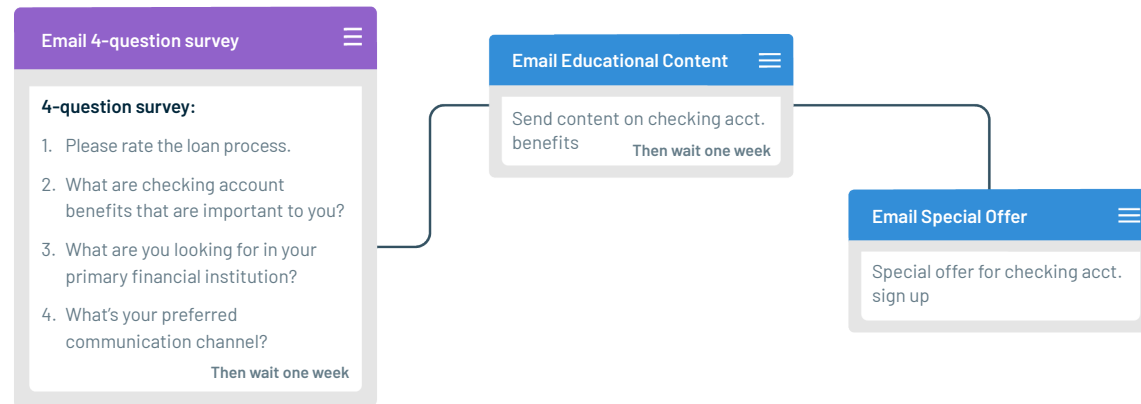 Email 4-question survey
4-question survey:
1. Please rate the loan process.
2. What are checking account
benefits that are important to you?
3. What are you looking for in your
primary financial institution?
4. What's your preferred
communication channel?
Then wait one week
Email Educational Content
Send content on checking acct.
benefits
Then wait one week
Email Special Offer
Special offer for checking acct.
sign up